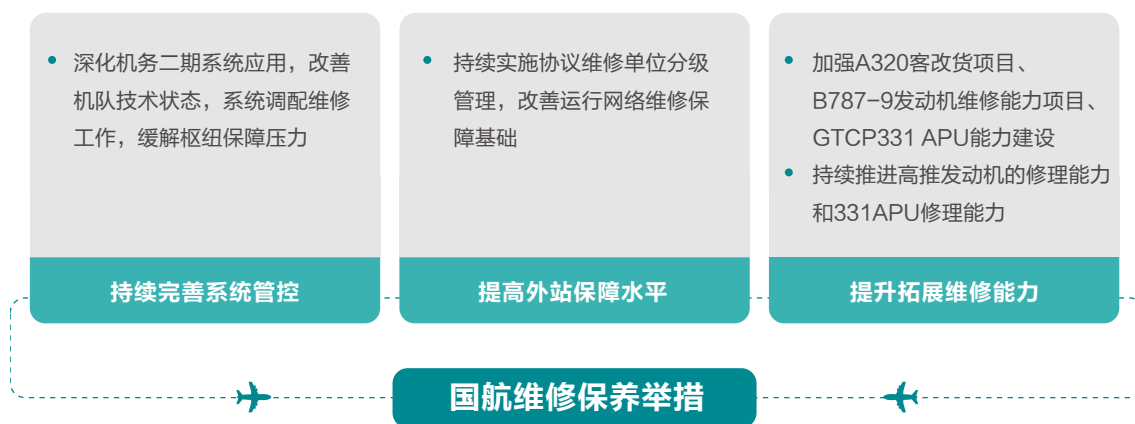 深化机务二期系统应用，改善
机队技术状态，系统调配维修
工作，缓解枢纽保障压力
持续完善系统管控
持续实施协议维修单位分级
管理，改善运行网络维修保
障基础
提高外站保障水平
加强A320客改货项目、
B787-9发动机维修能力项目、
GTCP331 APU能力建设
持续推进高推发动机的修理能力
和331APU修理能力
提升拓展维修能力
国航维修保养举措